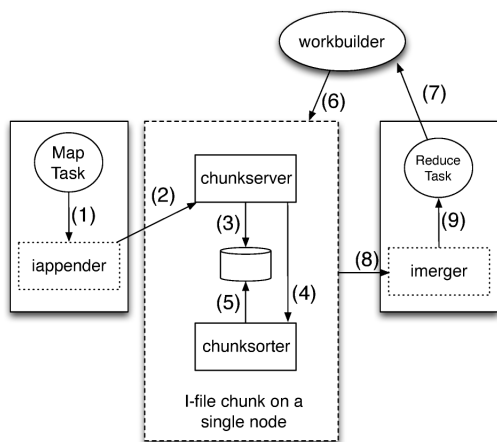 workbuilder
(6)
(7)
Map
Task
(1)
(2)
chunkserver
Reduce
Task
(3)
(9)
iappender
(8)
imerger
(5)
(4)
chunksorter
I-file chunk on a
single node